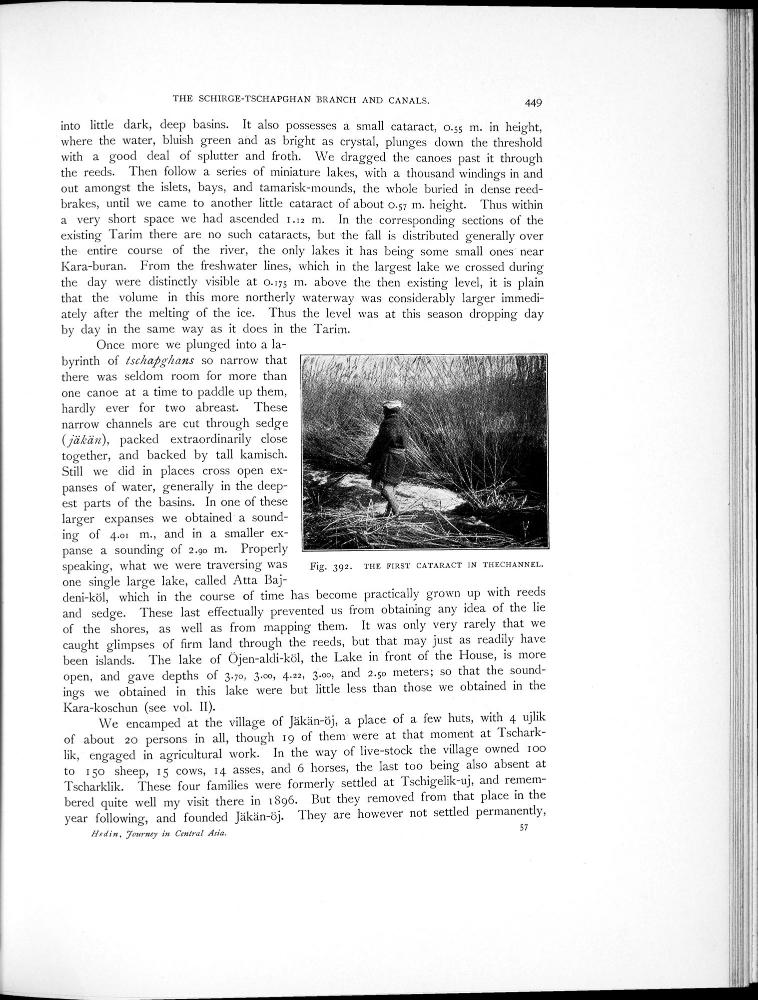 THE SCHIRGE-TSCHAPGHAN BRANCH AND CANALS. 449
into little dark, deep basins. It also possesses a small cataract, 0.55 m. in height,
where the water, bluish green and as bright as crystal, plunges down the threshold
with a good deal of splutter and froth. We dragged the canoes past it through
the reeds. Then follow a series of miniature lakes, with a thousand windings in and
out amongst the islets, bays, and tamarisk-mounds, the whole buried in dense reed-
brakes, until we came to another little cataract of about 0.57 m. height. Thus within
a very short space we had ascended 1.12 m. In the corresponding sections of the
existing Tarim there are no such cataracts, but the fall is distributed generally over
the entire course of the river, the only lakes it has being some small ones near
Kara-buran. From the freshwater lines, which in the largest lake we crossed during
the day were distinctly visible at 0.175 m. above the then existing level, it is plain
that the volume in this more northerly waterway was considerably larger immedi-
ately after the melting of the ice. Thus the level was at this season dropping day
by day in the same way as it does in the Tarim.
Once more we plunged into a la-
byrinth of tschapghans so narrow that
there was seldom room for more than
one canoe at a time to paddle up them,
hardly ever for two abreast. These
narrow channels are cut through sedge
(jäkän), packed extraordinarily close
together, and backed by tall kamisch.
Still we did in places cross open ex-
panses of water, generally in the deep-
est parts of the basins. In one of these
larger expanses we obtained a sound-
ing of 4.01 m., and in a smaller ex-
panse a sounding of 2.90 m. Properly
speaking, what we were traversing was
one single large lake, called Atta Baj-
Fig. 392. THE FIRST CATARACT IN THECHANNEL.
deni-köl, which in the course of time has become practically grown up with reeds
and sedge. These last effectually prevented us from obtaining any idea of the lie
of the shores, as well as from mapping them. It was only very rarely that we
caught glimpses of firm land through the reeds, but that may just as readily have
been islands. The lake of Öjen-aldi-köl, the Lake in front of the House, is more
open, and gave depths of 3.70, 3.00, 4.22, 3.00, and 2.50 meters; so that the sound-
ings we obtained in this lake were but little less than those we obtained in the
Kara-koschun (see vol. II).
We encamped at the village of Jäkän-öj, a place of a few huts, with 4 ujlik
of about 20 persons in all, though 19 of them were at that moment at Tschark-
lik, engaged in agricultural work. In the way of live-stock the village owned 100
to 150 sheep, 15 cows, 14 asses, and 6 horses, the last too being also absent at
Tscharklik. These four families were formerly settled at Tschigelik-uj, and remem-
bered quite well my visit there in 1896. But they removed from that place in the
year following, and founded Jäkän-öj. They are however not settled permanently,
Hedin, Journey in Central Asia. 57